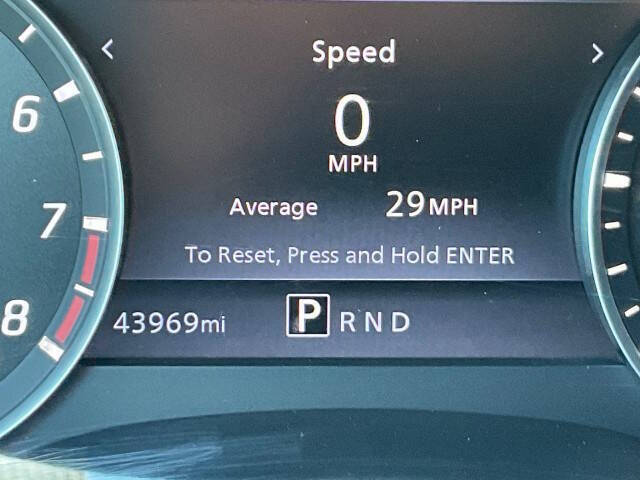 < Speed >
6
0
MPH
7
Average 29 MPH
To Reset, Press and Hold ENTER
8
43969mi P R N D